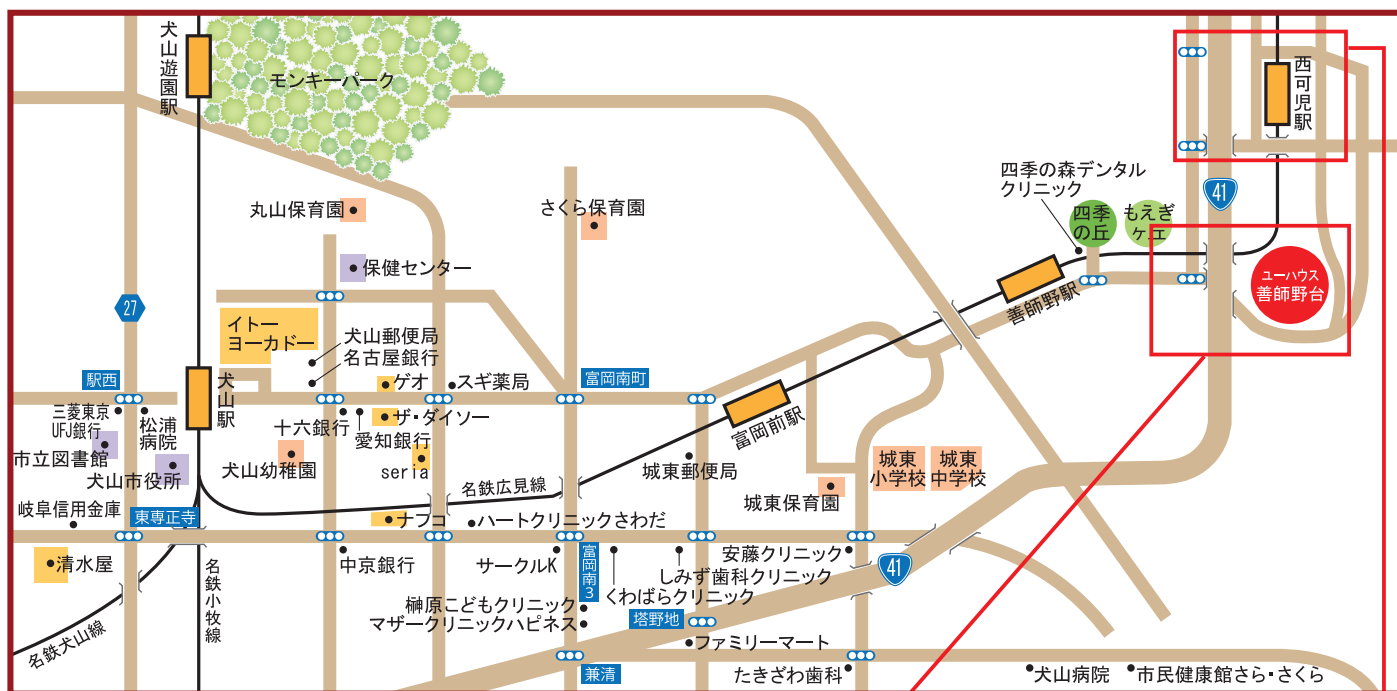 犬山遊園駅
モンキーパーク
西可児駅
四季の森デンタル
クリニック
41
四季
の丘
もえぎ
ヶ丘
丸山保育園
さくら保育園
保健センター
ユーハウス
善師野台
善師野駅
27
イトー
ヨーカドー
犬山郵便局
名古屋銀行
駅西
犬山駅
ゲオ
スギ薬局
富岡南町
三菱東京
UFJ銀行
松浦
病院
十六銀行
愛知銀行
ザ・ダイソー
富岡前駅
市立図書館
犬山市役所
犬山幼稚園
seria
名鉄広見線
城東郵便局
城東
小学校
城東
中学校
城東保育園
岐阜信用金庫
東専正寺
ナフコ
ハートクリニックさわだ
清水屋
名鉄小牧線
中京銀行
サークルK
富岡南3
くわばらクリニック
しみず歯科クリニック
安藤クリニック
41
榊原こどもクリニック
マザークリニックハピネス
塔野地
名鉄犬山線
ファミリーマート
兼清
たきざわ歯科
犬山病院
市民健康館さら・さくら